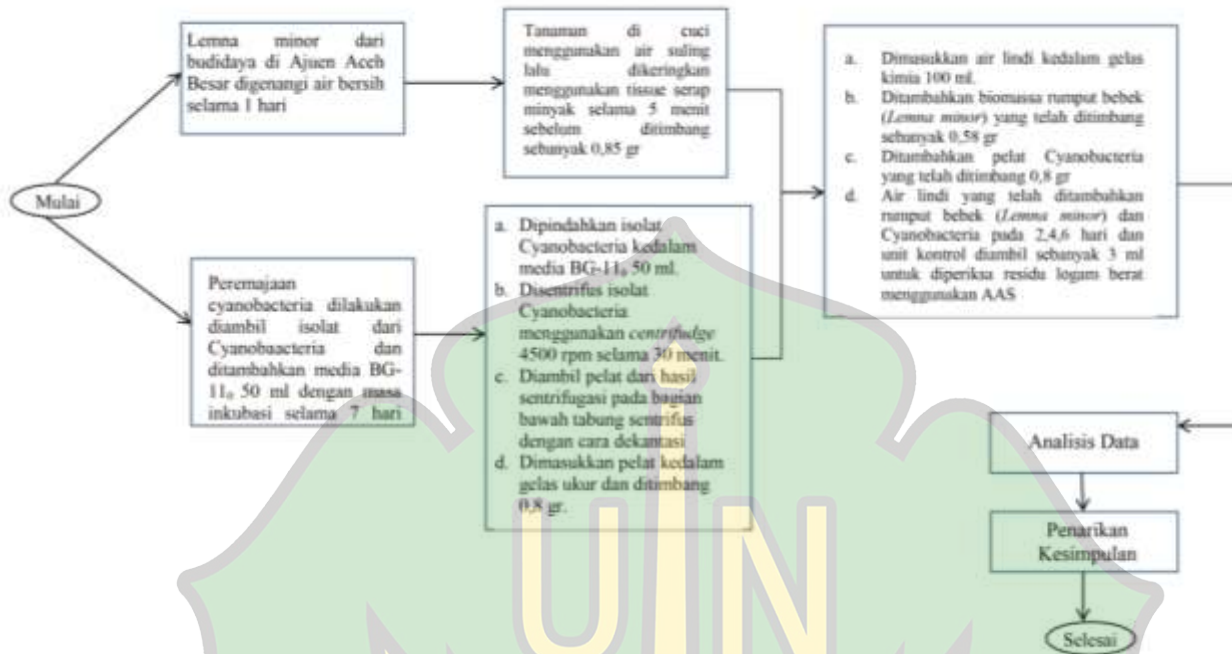 Mulai
Lemna minor dari
budidaya di Ajuen Aceh
Besar digenangi air bersih
selama 1 hari
Tanaman di cuci
menggunakan air suling
lalu dikeringkan
menggunakan tissue serap
minyak selama 5 menit
sebelum ditimbang
sebanyak 0,85 gr
Peremajaan
cyanobacteria dilakukan
diambil isolat dari
Cyanobaacteria dan
ditambahkan media BG-
11₀ 50 ml dengan masa
inkubasi selama 7 hari
a. Dipindahkan isolat
Cyanobacteria kedalam
media BG-11₀ 50 ml.
b. Disentrifus isolat
Cyanobacteria
menggunakan centrifudge
4500 rpm selama 30 menit.
c. Diambil pelat dari hasil
sentrifugasi pada bagian
bawah tabung sentrifus
dengan cara dekantasi
d. Dimasukkan pelat kedalam
gelas ukur dan ditimbang
0,8 gr.
a. Dimasukkan air lindi kedalam gelas
kimia 100 ml.
b. Ditambahkan biomassa rumput bebek
(Lemna minor) yang telah ditimbang
sebanyak 0,58 gr
c. Ditambahkan pelat Cyanobacteria
yang telah ditimbang 0,8 gr
d. Air lindi yang telah ditambahkan
rumput bebek (Lemna minor) dan
Cyanobacteria pada 2,4,6 hari dan
unit kontrol diambil sebanyak 3 ml
untuk diperiksa residu logam berat
menggunakan AAS
Analisis Data
Penarikan
Kesimpulan
Selesai
UIN